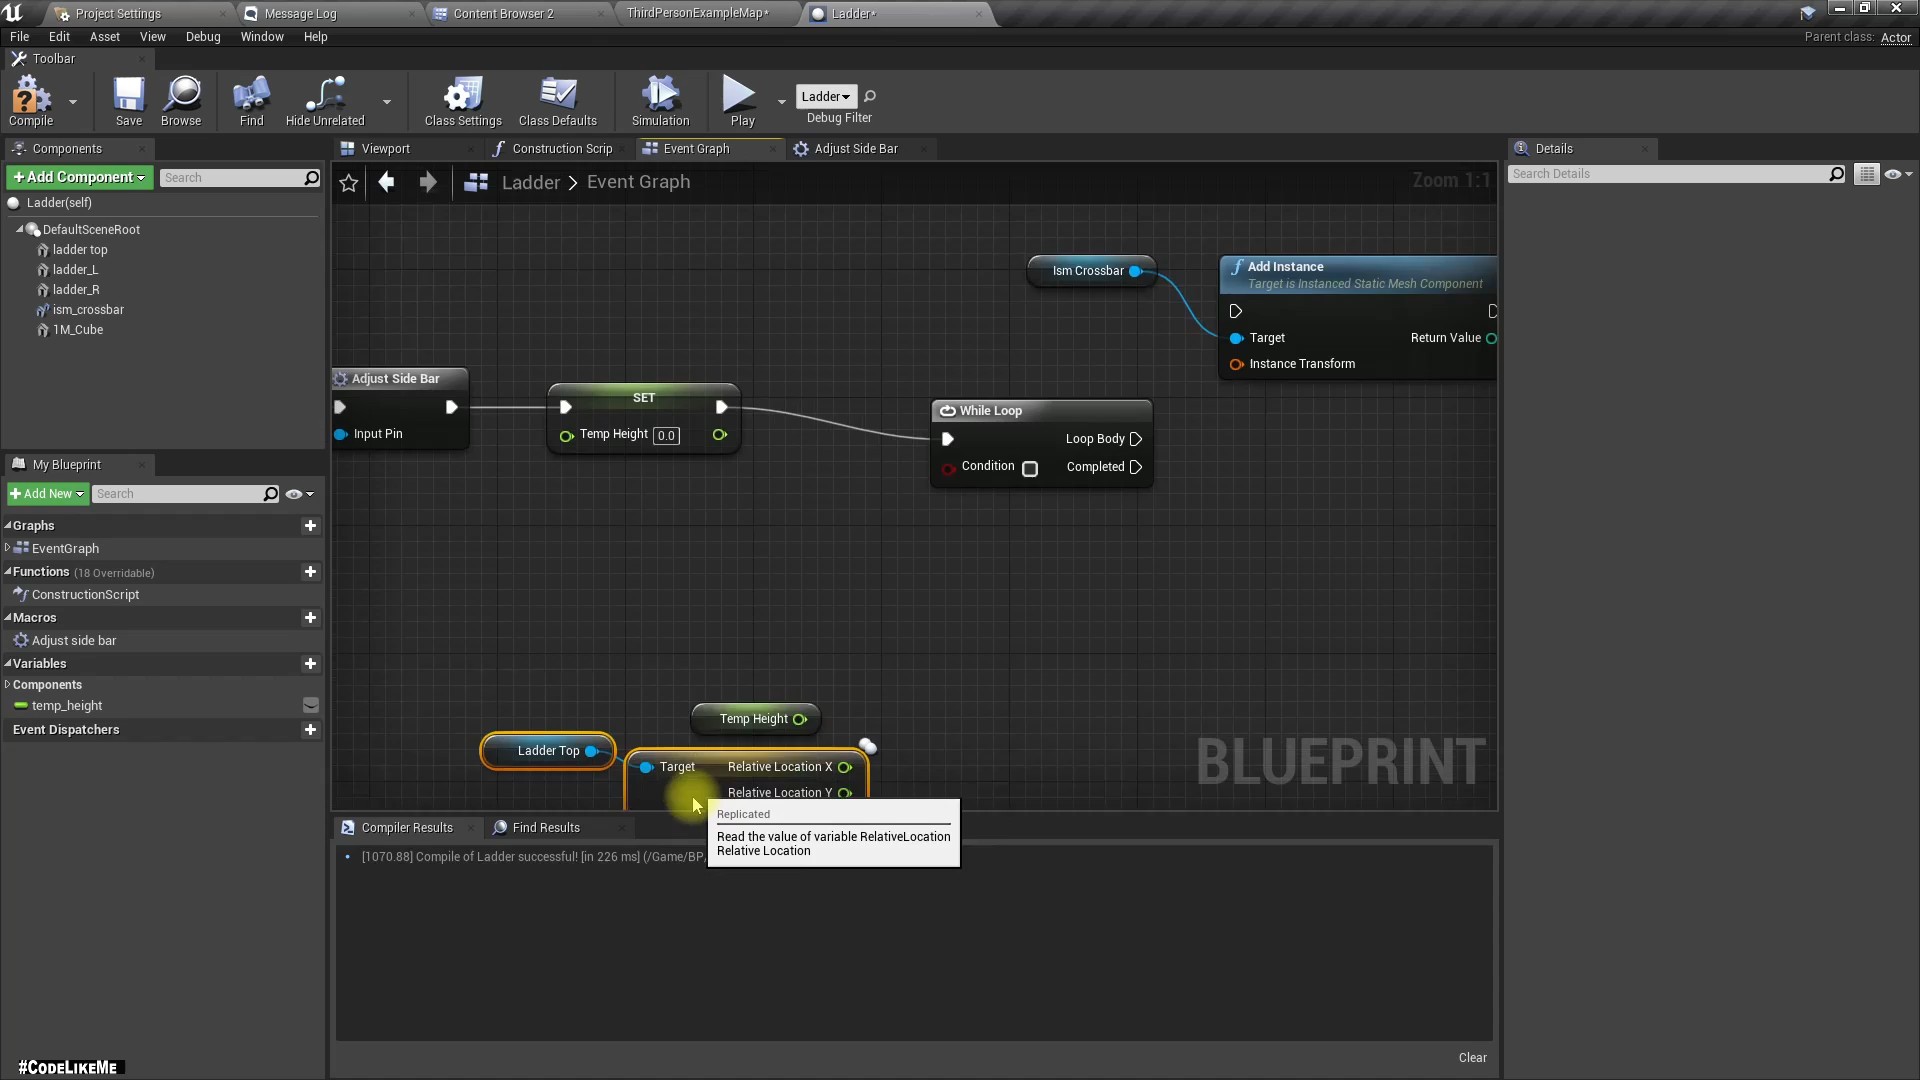 Project Settings
Message Log
Content Browser 2
ThirdPersonExampleMap*
Ladder*
File
Edit
Asset
View
Debug
Window
Help
Parent class:
Actor
Toolbar
Compile
Save
Browse
Find
Hide Unrelated
Class Settings
Class Defaults
Simulation
Play
Ladder
Debug Filter
Components
Viewport
Construction Scrip
Event Graph
Adjust Side Bar
Details
+Add Component
Search
Ladder > Event Graph
Zoom 1:1
Search Details
Ladder(self)
DefaultSceneRoot
ladder top
ladder_L
ladder_R
ism_crossbar
1M_Cube
Ism Crossbar
Add Instance
Target is Instanced Static Mesh Component
Target
Return Value
Instance Transform
Adjust Side Bar
Input Pin
SET
Temp Height 0.0
While Loop
Loop Body
Condition
Completed
My Blueprint
+Add New
Search
Graphs
EventGraph
Functions (18 Overridable)
ConstructionScript
Macros
Adjust side bar
Variables
Components
temp_height
Event Dispatchers
Temp Height
Ladder Top
Target
Relative Location X
Relative Location Y
BLUEPRINT
Replicated
Read the value of variable RelativeLocation
Relative Location
Compiler Results
Find Results
[1070.88] Compile of Ladder successful! [in 226 ms] (/Game/BP/
Clear
#CODELIKEME